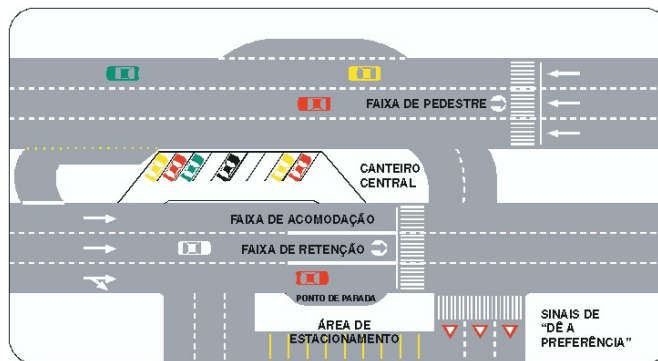 FAIXA DE PEDESTRE
CANTEIRO
CENTRAL
FAIXA DE ACOMODAÇÃO
FAIXA DE RETENÇÃO
PONTO DE PARADA
ÁREA DE
ESTACIONAMENTO
SINAIS DE
“DÊ A
PREFERÊNCIA”